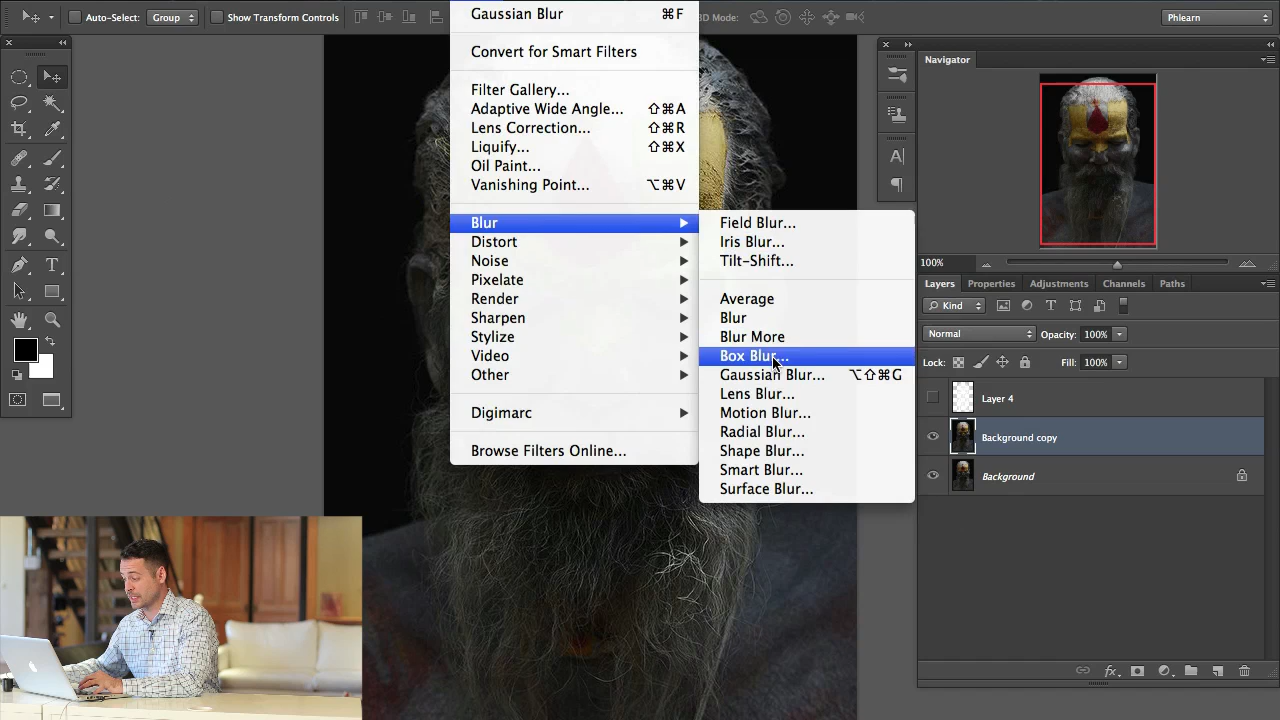 Auto-Select: Group Show Transform Controls 3D Mode: Phlearn
Gaussian Blur ⌘F
Convert for Smart Filters
Filter Gallery...
Adaptive Wide Angle... ⇧⌘A
Lens Correction... ⇧⌘R
Liquify... ⇧⌘X
Oil Paint...
Vanishing Point... ⌥⌘V
Blur
Distort
Noise
Pixelate
Render
Sharpen
Stylize
Video
Other
Digimarc
Browse Filters Online...
Field Blur...
Iris Blur...
Tilt-Shift...
Average
Blur
Blur More
Box Blur...
Gaussian Blur... ⌥⇧⌘G
Lens Blur...
Motion Blur...
Radial Blur...
Shape Blur...
Smart Blur...
Surface Blur...
Navigator
100%
Layers Properties Adjustments Channels Paths
Kind
Normal Opacity: 100%
Lock: Fill: 100%
Layer 4
Background copy
Background